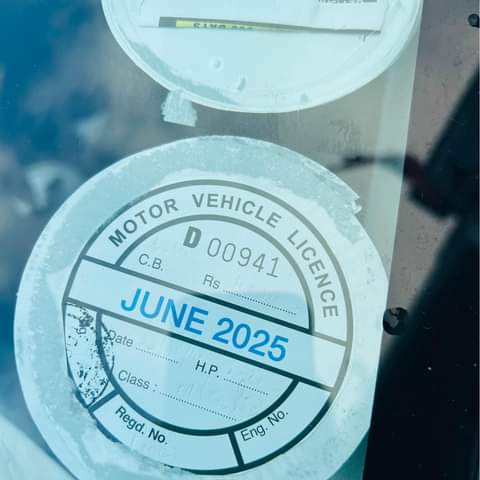 MOTOR VEHICLE LICENCE
D 00941
C.B. Rs
JUNE 2025
Date
H.P.
Class :
Regd. No.
Eng. No.